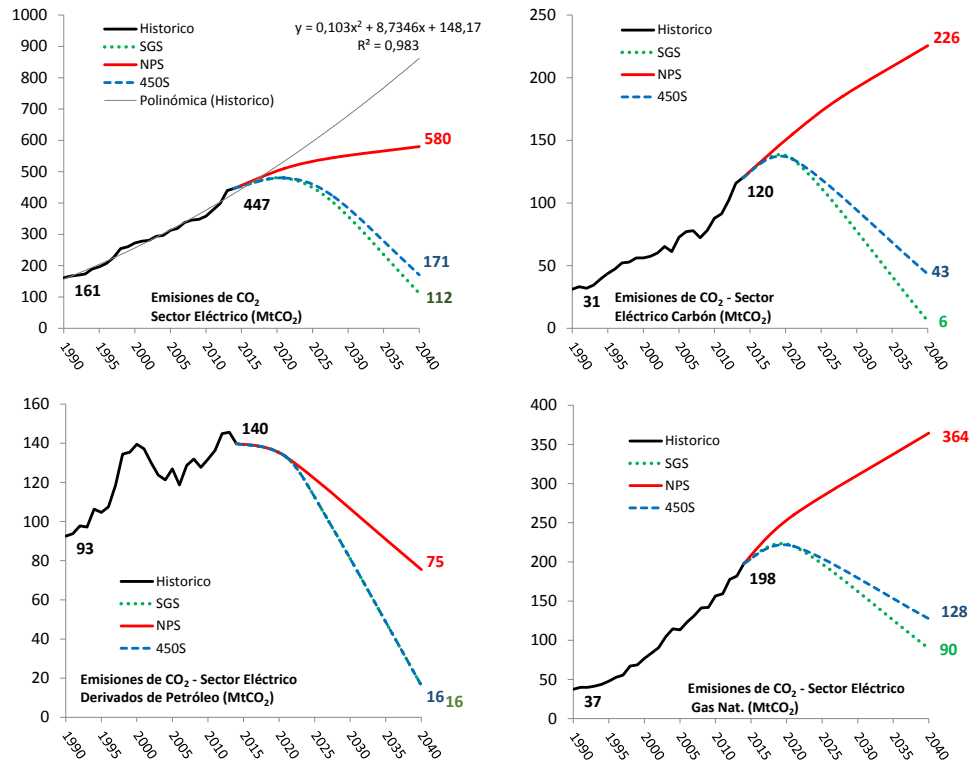 1000
900
800
700
600
500
400
300
200
100
0
Historico
SGS
NPS
450S
Polinómica (Historico)
y = 0,103x² + 8,7346x + 148,17
R² = 0,983
580
447
171
161
112
Emisiones de CO₂
Sector Eléctrico (MtCO₂)
1990 1995 2000 2005 2010 2015 2020 2025 2030 2035 2040
250
200
150
100
50
0
Historico
SGS
NPS
450S
226
120
43
31
6
Emisiones de CO₂ - Sector
Eléctrico Carbón (MtCO₂)
1990 1995 2000 2005 2010 2015 2020 2025 2030 2035 2040
160
140
120
100
80
60
40
20
0
140
93
75
Historico
SGS
NPS
450S
16 16
Emisiones de CO₂ - Sector Eléctrico
Derivados de Petróleo (MtCO₂)
1990 1995 2000 2005 2010 2015 2020 2025 2030 2035 2040
400
350
300
250
200
150
100
50
0
Historico
SGS
NPS
450S
364
198
128
90
37
Emisiones de CO₂ - Sector Eléctrico
Gas Nat. (MtCO₂)
1990 1995 2000 2005 2010 2015 2020 2025 2030 2035 2040